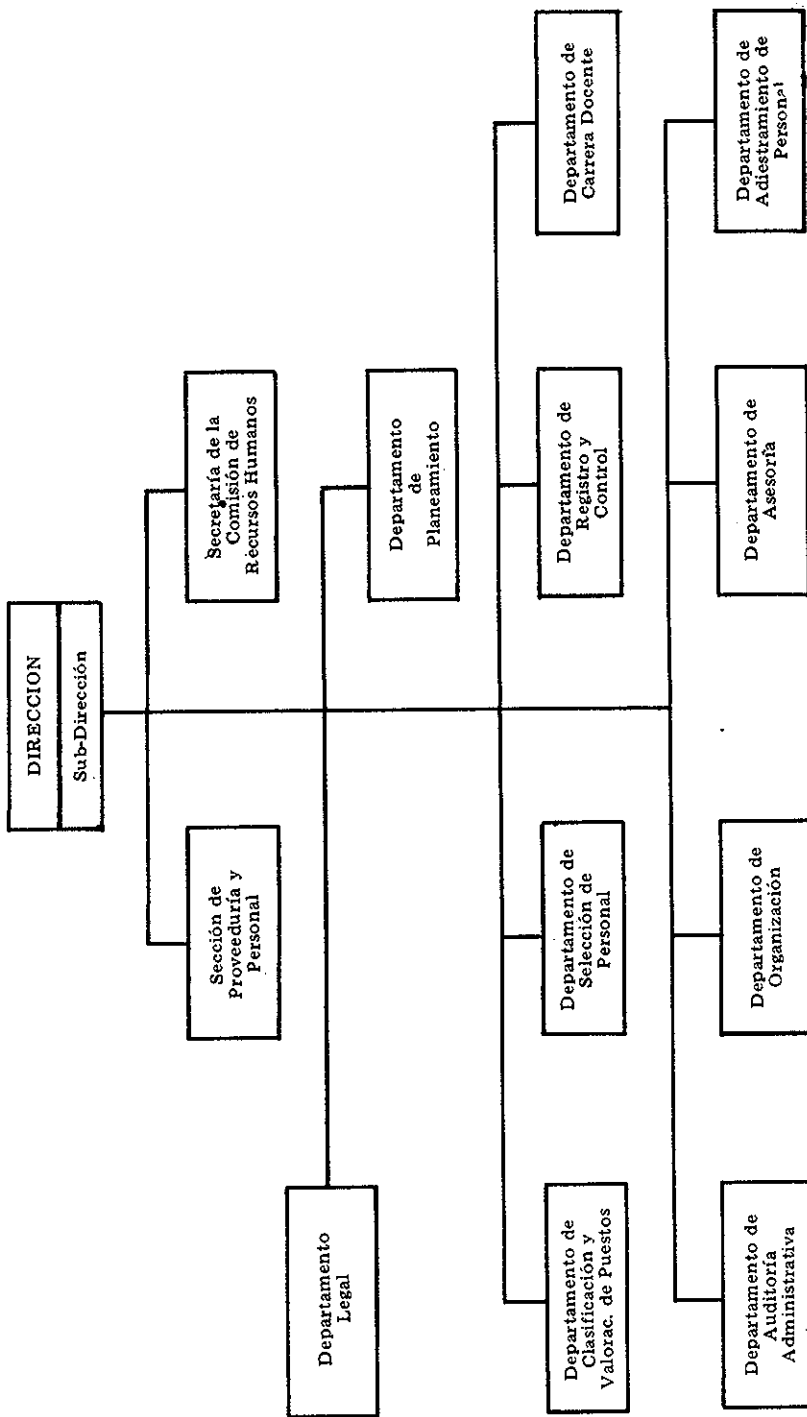 DIRECCION
Sub-Dirección
Sección de
Proveeduría y
Personal
Secretaría de la
Comisión de
Recursos Humanos
Departamento
Legal
Departamento
de
Planeamiento
Departamento de
Clasificación y
Valorac. de Puestos
Departamento de
Selección de
Personal
Departamento de
Registro y
Control
Departamento de
Carrera Docente
Departamento de
Auditoría
Administrativa
Departamento de
Organización
Departamento de
Asesoría
Departamento de
Adiestramiento de
Personal